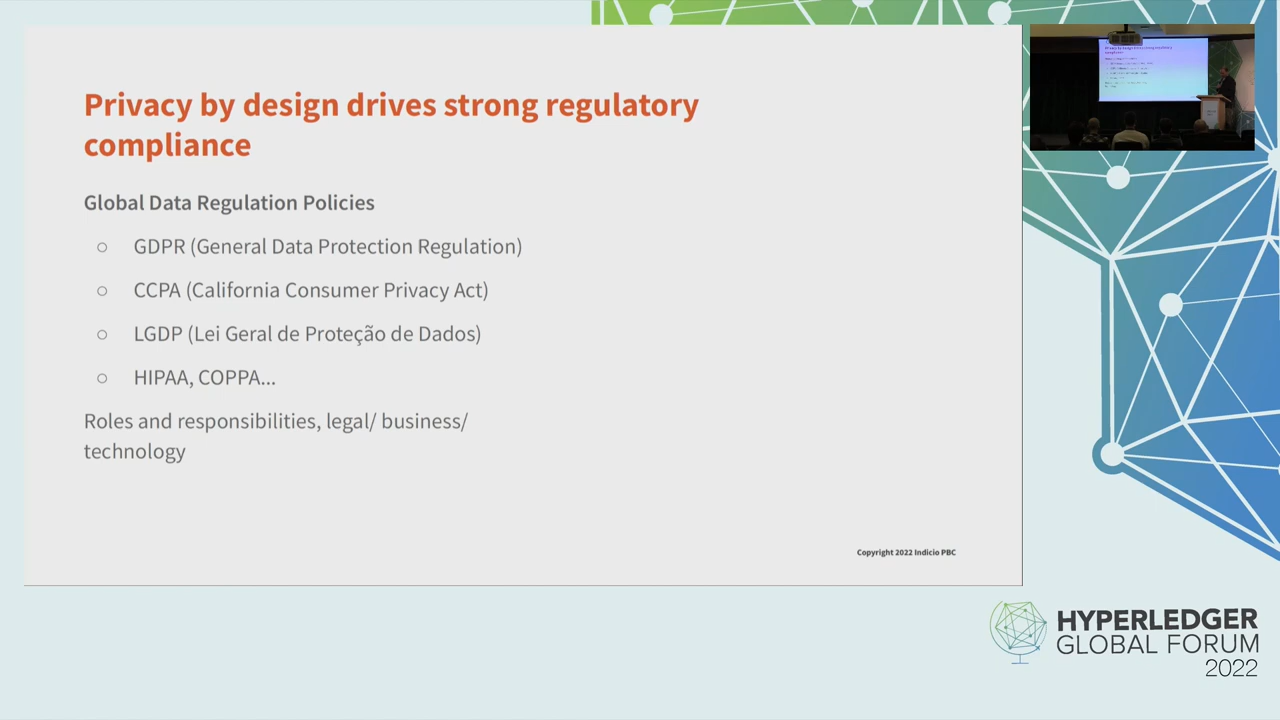 Privacy by design drives strong regulatory
compliance
Global Data Regulation Policies
GDPR (General Data Protection Regulation)
CCPA (California Consumer Privacy Act)
LGDP (Lei Geral de Proteção de Dados)
HIPAA, COPPA...
Roles and responsibilities, legal/ business/
technology
Copyright 2022 Indicio PBC
HYPERLEDGER
GLOBAL FORUM
2022